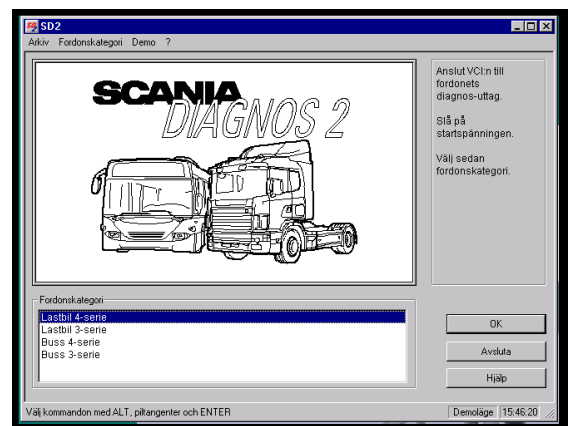 SD2
Arkiv Fordonskategori Demo ?
SCANIA
DIAGNOS 2
Anslut VCI:n till
fordonets
diagnos-uttag.
Slå på
startspänningen.
Välj sedan
fordonskategori.
Fordonskategori
Lastbil 4-serie
Lastbil 3-serie
Buss 4-serie
Buss 3-serie
OK
Avsluta
Hjälp
Välj kommandon med ALT, piltangenter och ENTER
Demoläge 15:46:20